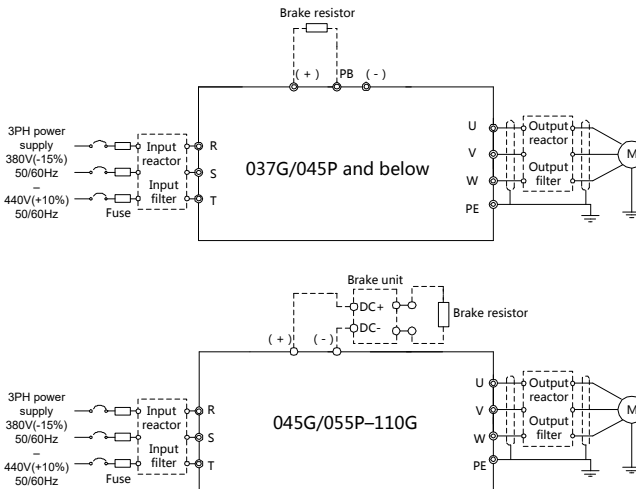 Brake resistor
( + ) PB ( - )
3PH power
supply
380V(-15%)
50/60Hz
–
440V(+10%)
50/60Hz
Fuse
Input
reactor
Input
filter
R
S
T
037G/045P and below
U
V
W
PE
Output
reactor
Output
filter
M
Brake unit
DC+
DC-
Brake resistor
( + ) ( - )
3PH power
supply
380V(-15%)
50/60Hz
–
440V(+10%)
50/60Hz
Fuse
Input
reactor
Input
filter
R
S
T
045G/055P–110G
U
V
W
PE
Output
reactor
Output
filter
M